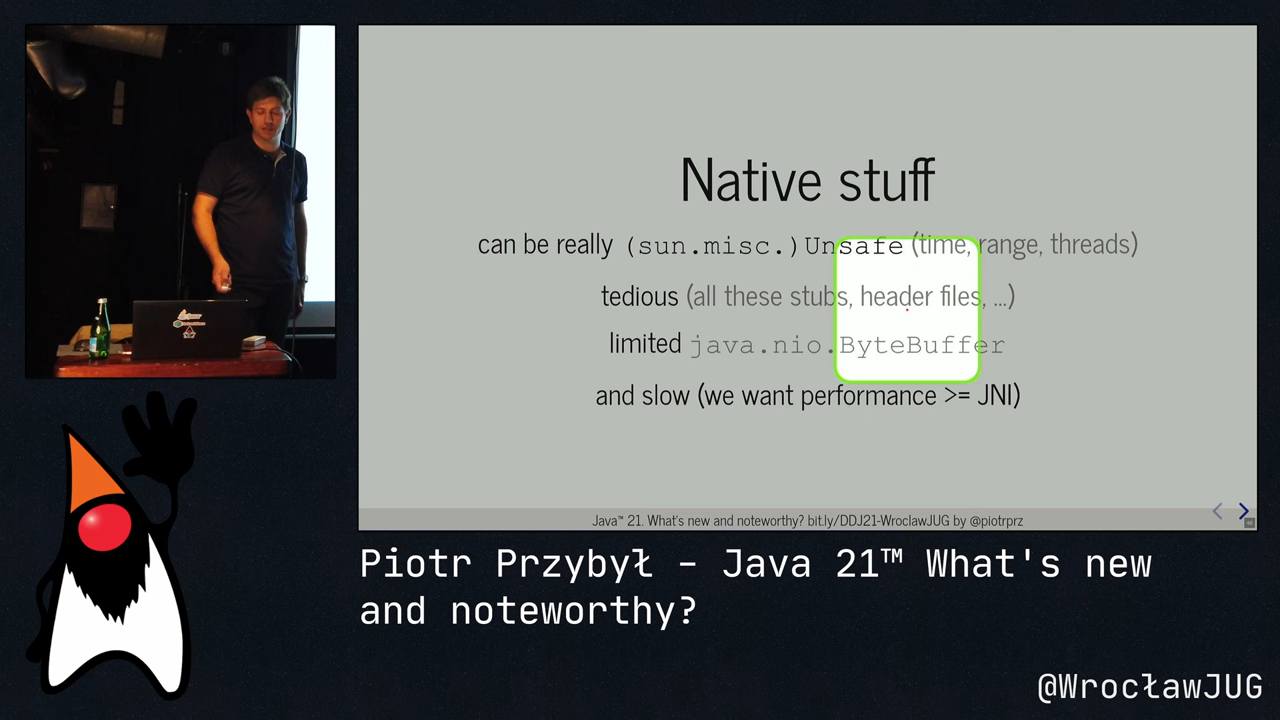 Native stuff
can be really (sun.misc.)Unsafe (time, range, threads)
tedious (all these stubs, header files, ...)
limited java.nio.ByteBuffer
and slow (we want performance >= JNI)
Java™ 21. What's new and noteworthy? bit.ly/DDJ21-WroclawJUG by @piotrprz
Piotr Przybył – Java 21™ What's new
and noteworthy?
@WrocławJUG